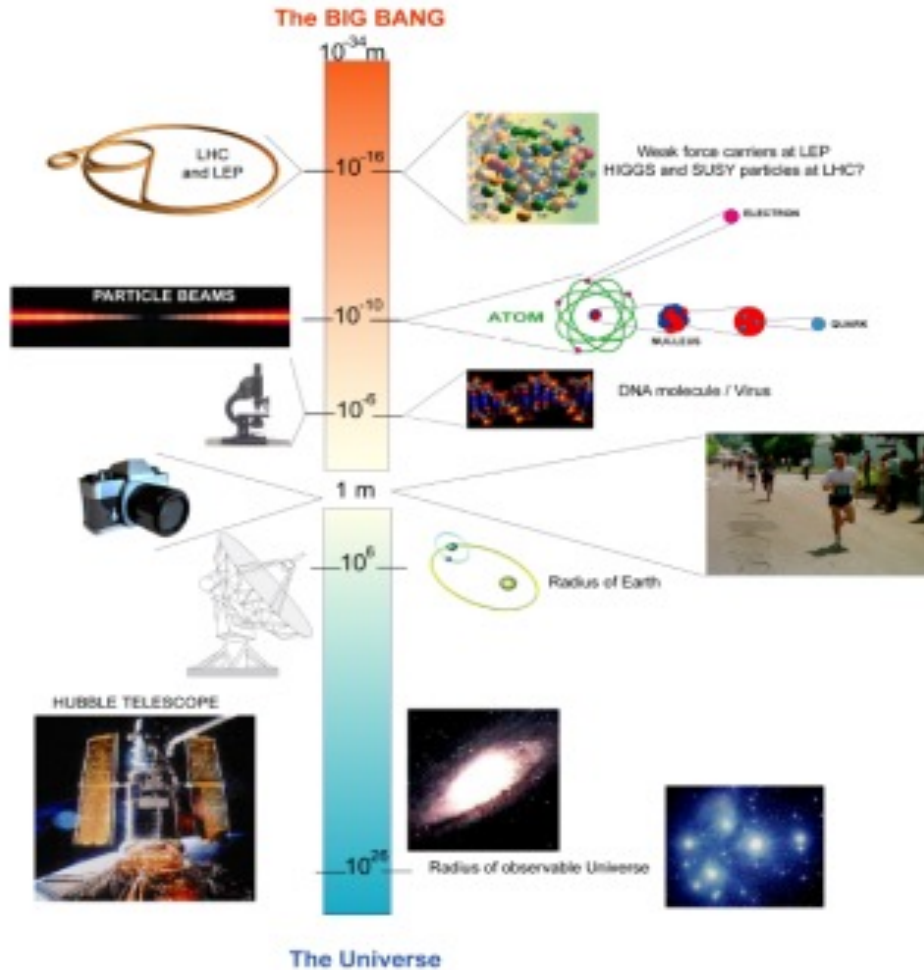 The BIG BANG
10⁻³⁴m
LHC
and LEP
10⁻¹⁶
Weak force carriers at LEP
HIGGS and SUSY particles at LHC?
ELECTRON
PARTICLE BEAMS
10⁻¹⁰
ATOM
NUCLEUS
QUARK
10⁻⁶
DNA molecule / Virus
1 m
10⁶
Radius of Earth
HUBBLE TELESCOPE
10²⁶
Radius of observable Universe
The Universe